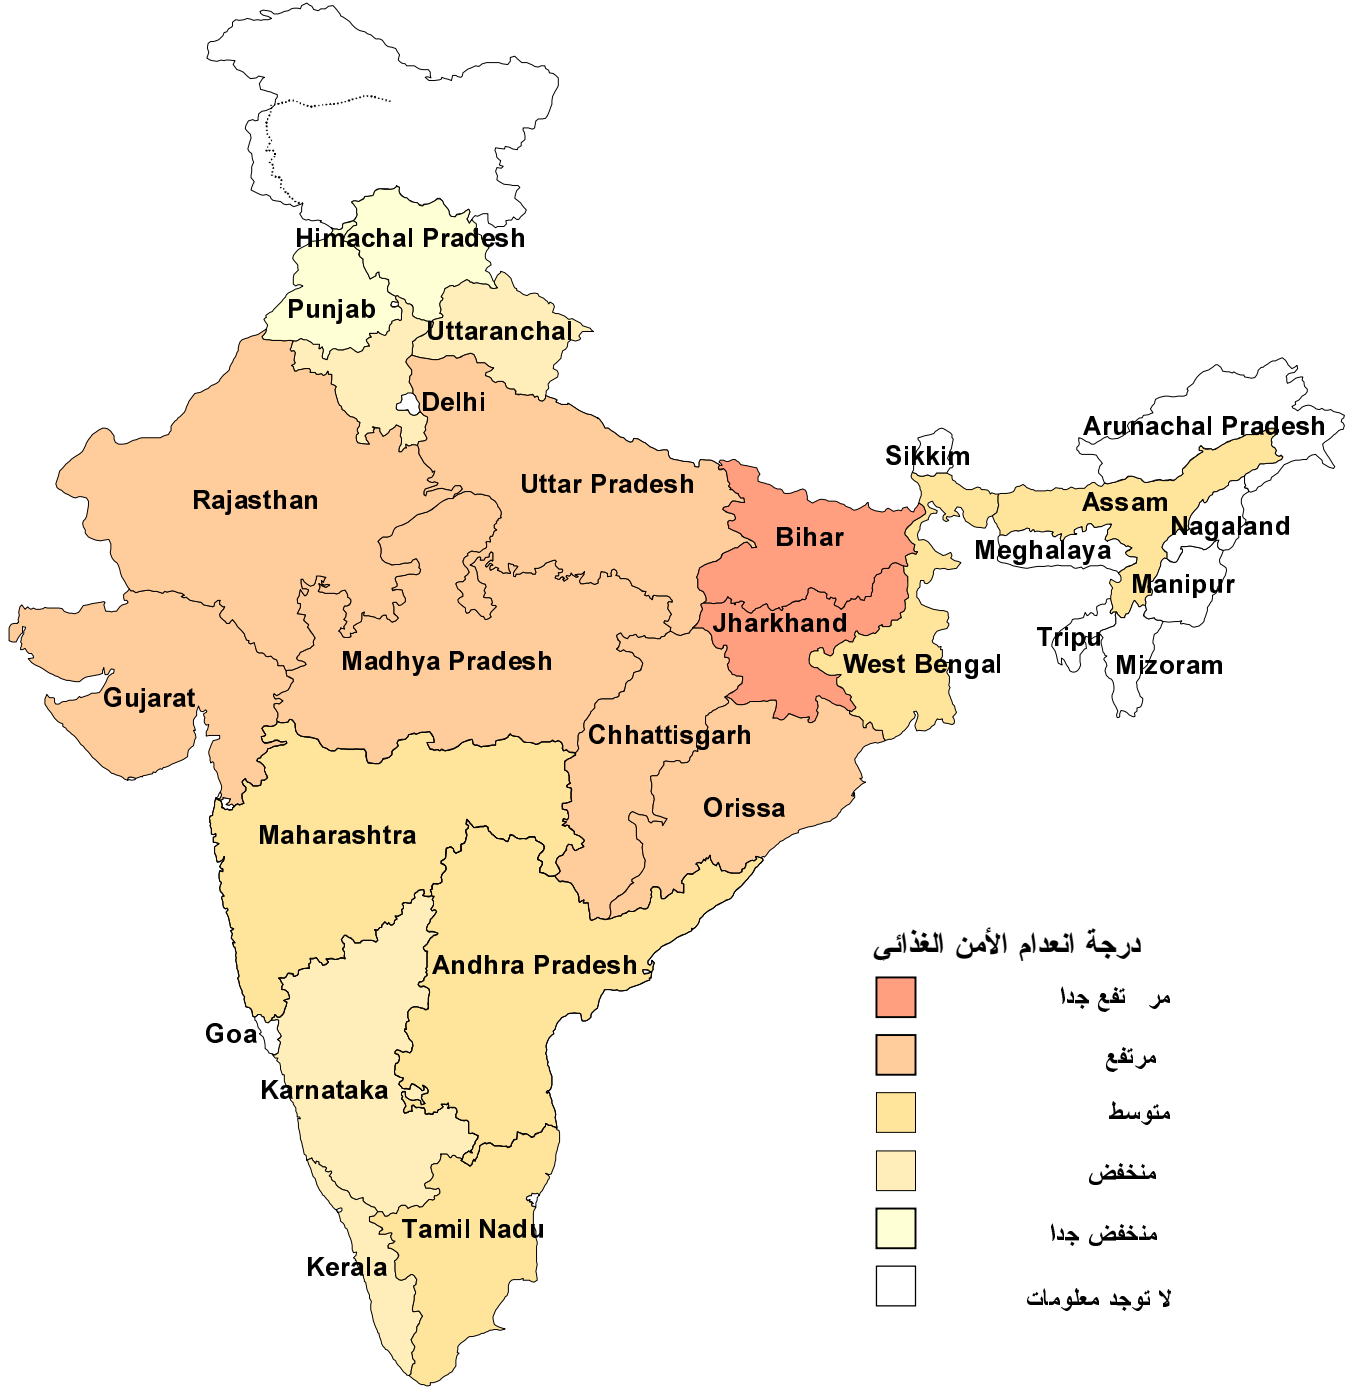 Himachal Pradesh
Punjab
Uttaranchal
Delhi
Arunachal Pradesh
Sikkim
Uttar Pradesh
Rajasthan
Assam
Nagaland
Bihar
Meghalaya
Manipur
Jharkhand
Tripu
Madhya Pradesh
West Bengal
Mizoram
Gujarat
Chhattisgarh
Orissa
Maharashtra
Andhra Pradesh
Goa
Karnataka
Tamil Nadu
Kerala
درجة انعدام الأمن الغذائى
مر تفع جدا
مرتفع
متوسط
منخفض
منخفض جدا
لا توجد معلومات